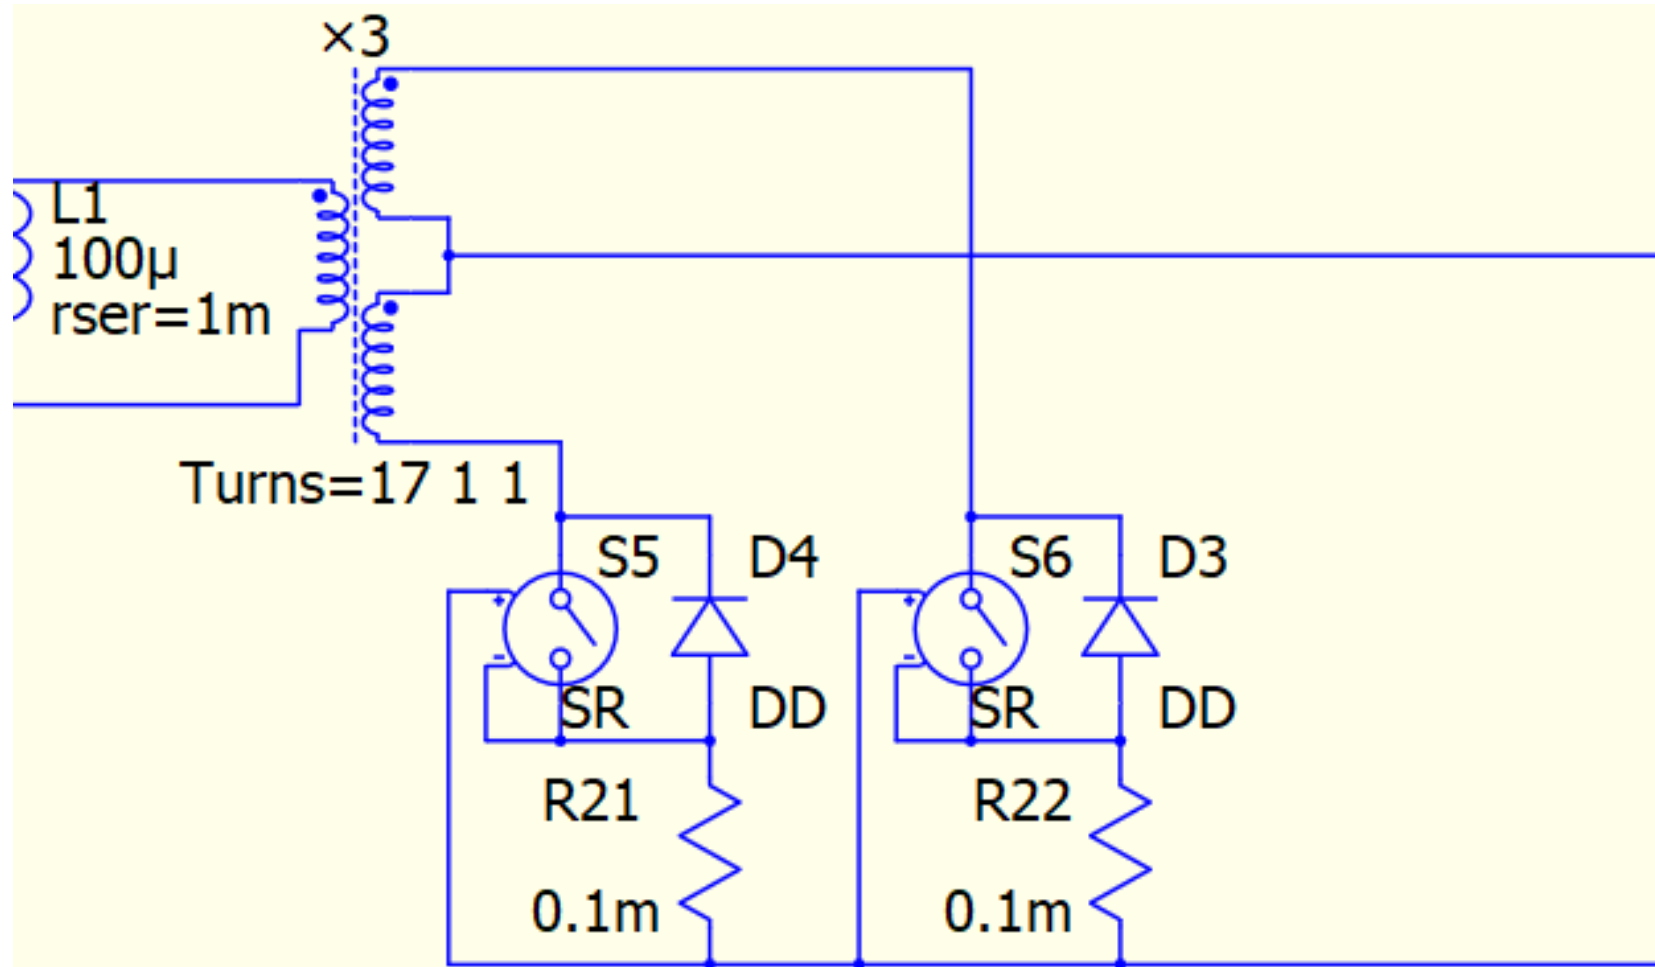 ×3
L1
100µ
rser=1m
Turns=17 1 1
S5
D4
S6
D3
+
+
-
-
SR
DD
SR
DD
R21
R22
0.1m
0.1m